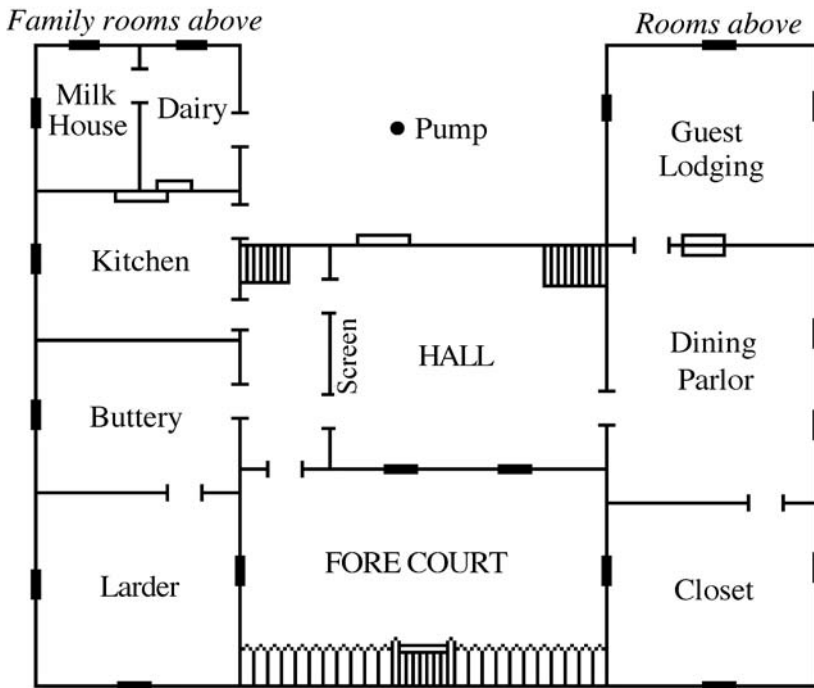 Family rooms above
Rooms above
Milk
House
Dairy
Pump
Guest
Lodging
Kitchen
Screen
HALL
Dining
Parlor
Buttery
FORE COURT
Larder
Closet